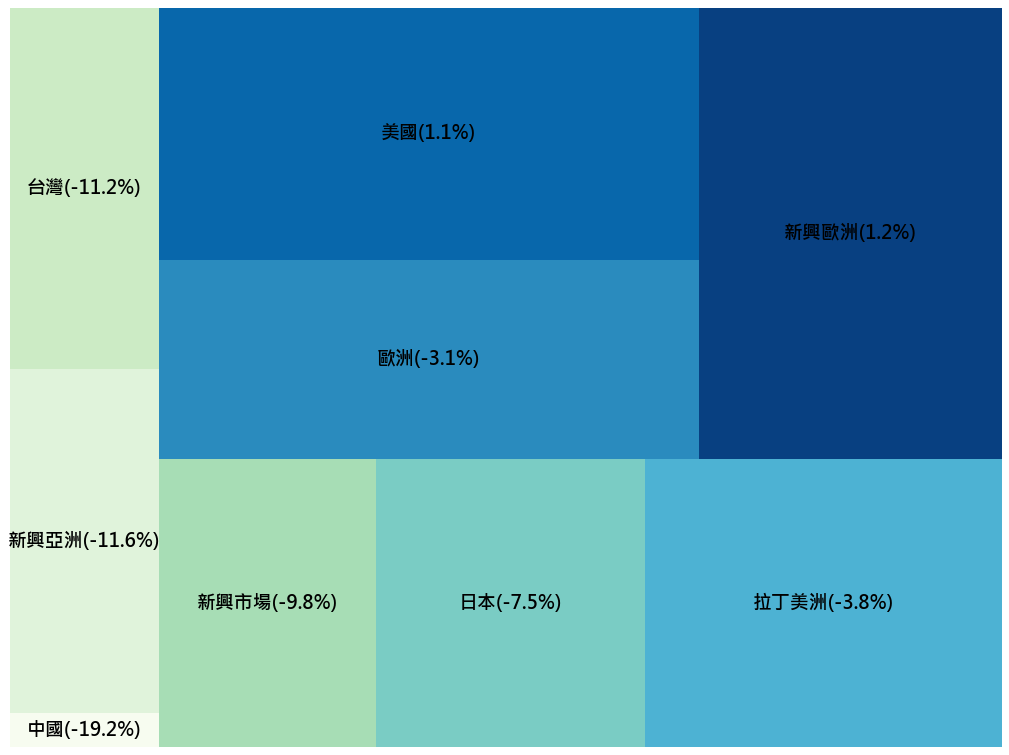 台灣(-11.2%)
新興亞洲(-11.6%)
中國(-19.2%)
美國(1.1%)
歐洲(-3.1%)
新興歐洲(1.2%)
新興市場(-9.8%)
日本(-7.5%)
拉丁美洲(-3.8%)